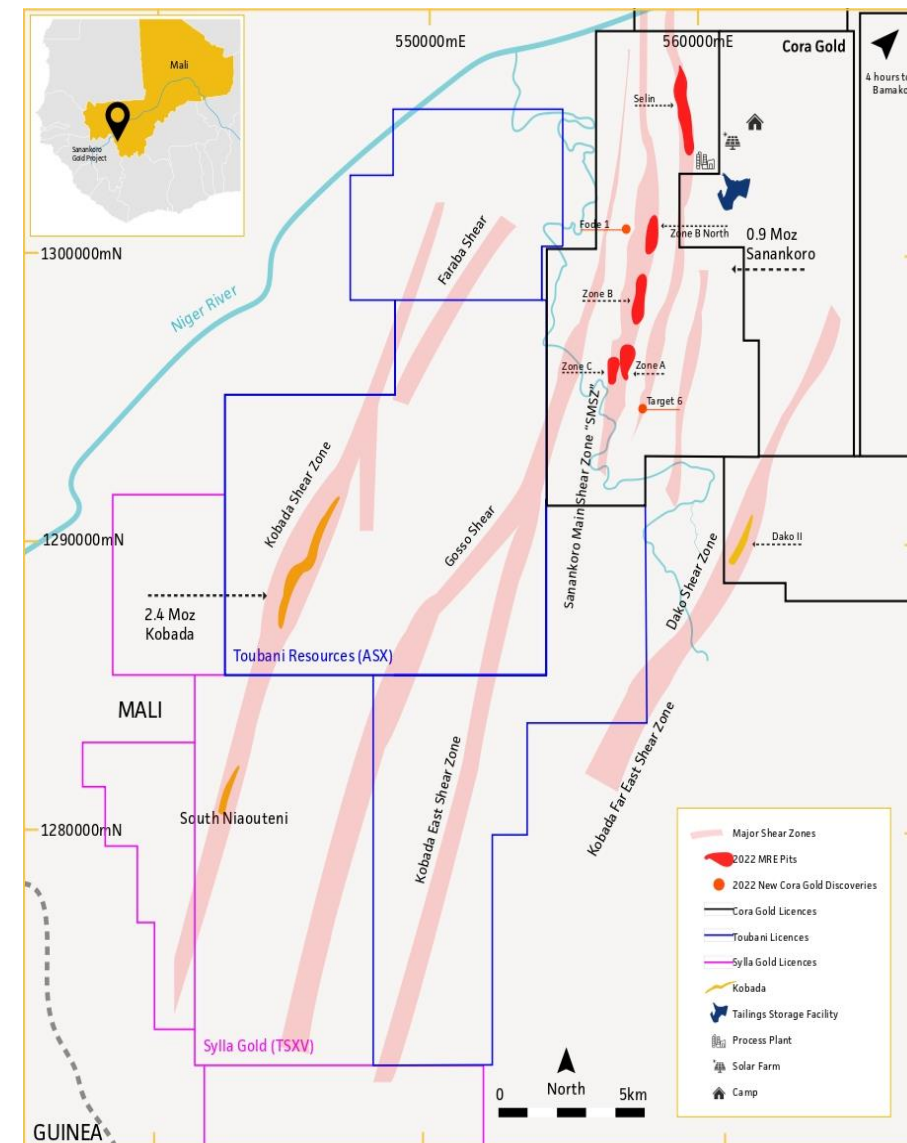 Mali
Sanankoro
Gold Project
550000mE
560000mE
Cora Gold
4 hours to
Bamako
Selin
Fode 1
Zone B North
1300000mN
0.9 Moz
Sanankoro
Faraba Shear
Niger River
Zone B
Zone C
Zone A
Target 6
Sanankoro Main Shear Zone "SMSZ"
Kobada Shear Zone
Gosso Shear
1290000mN
Dako II
Dako Shear Zone
2.4 Moz
Kobada
Toubani Resources (ASX)
MALI
South Niaouteni
Kobada East Shear Zone
Kobada Far East Shear Zone
1280000mN
Major Shear Zones
2022 MRE Pits
2022 New Cora Gold Discoveries
Cora Gold Licences
Toubani Licences
Sylla Gold Licences
Kobada
Tailings Storage Facility
Process Plant
Solar Farm
Camp
Sylla Gold (TSXV)
North
0 5km
GUINEA